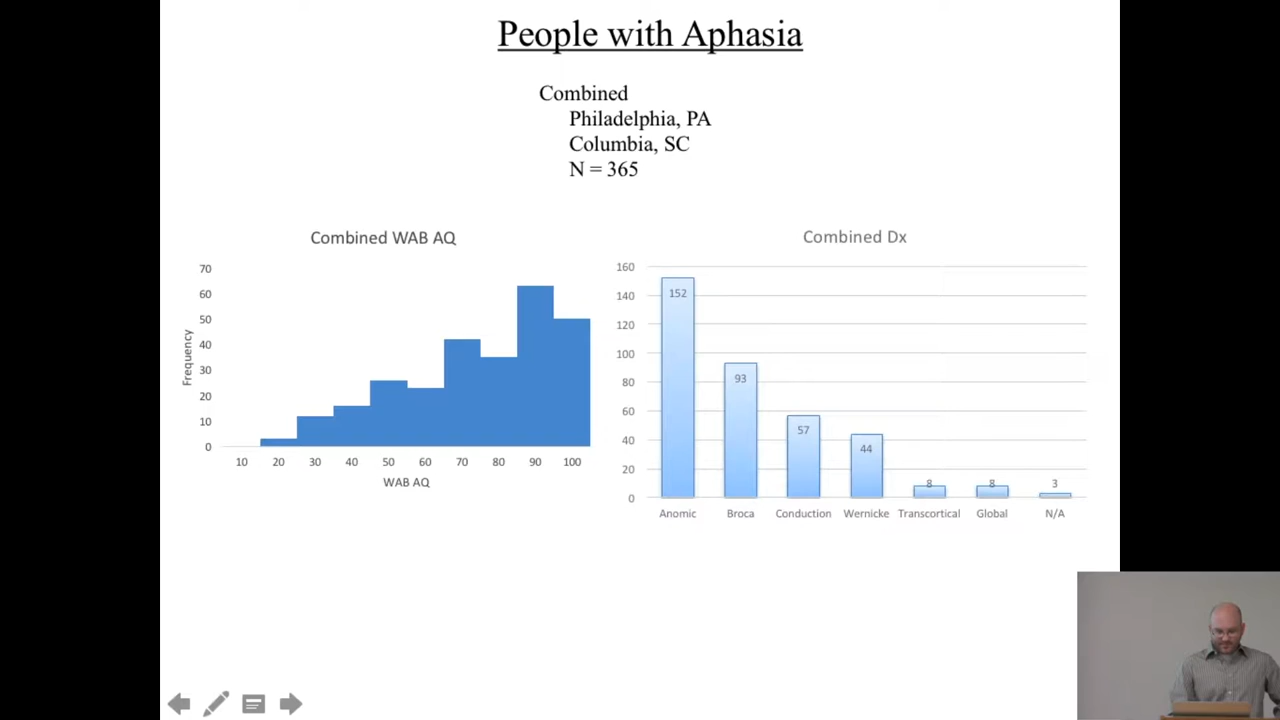 People with Aphasia
Combined
Philadelphia, PA
Columbia, SC
N = 365
Combined WAB AQ
70
60
50
40
30
20
10
0
Frequency
10 20 30 40 50 60 70 80 90 100
WAB AQ
Combined Dx
160
140
120
100
80
60
40
20
0
152
93
57
44
8
8
3
Anomic Broca Conduction Wernicke Transcortical Global N/A